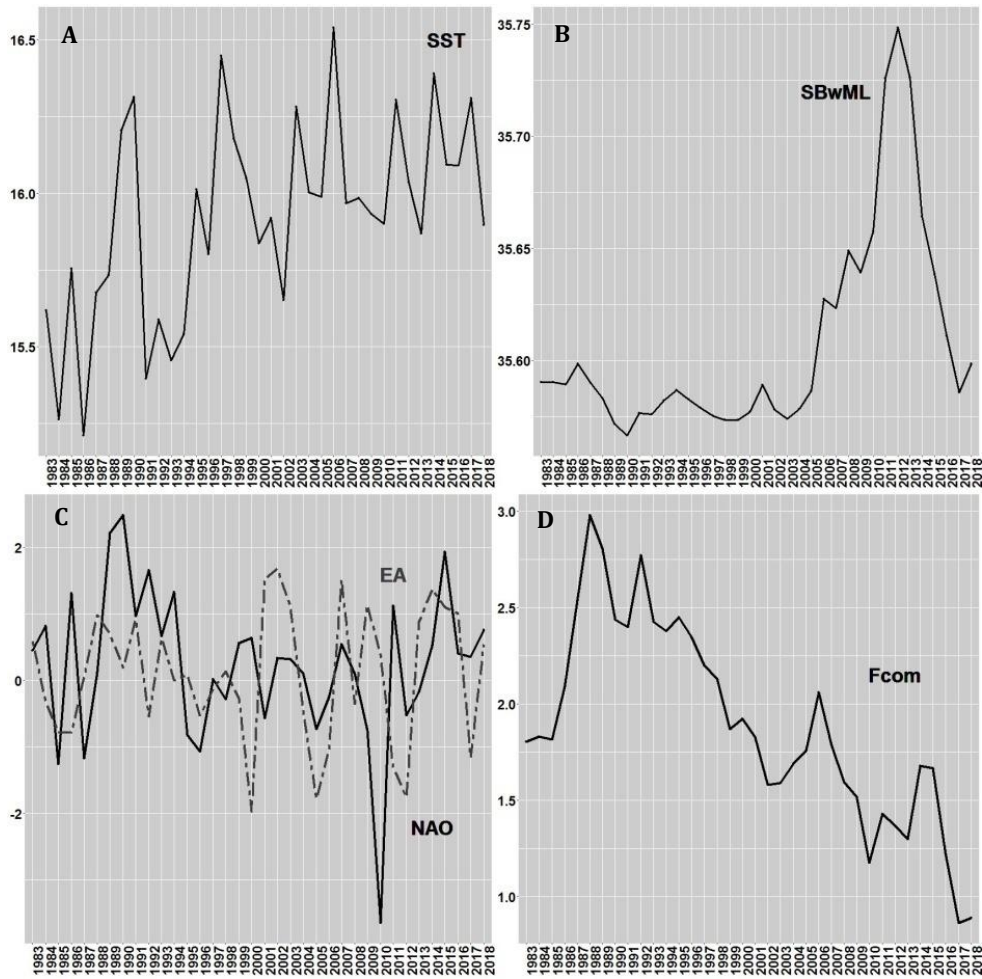 A
SST
16.5
16.0
15.5
1983 1984 1985 1986 1987 1988 1989 1990 1991 1992 1993 1994 1995 1996 1997 1998 1999 2000 2001 2002 2003 2004 2005 2006 2007 2008 2009 2010 2011 2012 2013 2014 2015 2016 2017 2018
B
SBwML
35.75
35.70
35.65
35.60
1983 1984 1985 1986 1987 1988 1989 1990 1991 1992 1993 1994 1995 1996 1997 1998 1999 2000 2001 2002 2003 2004 2005 2006 2007 2008 2009 2010 2011 2012 2013 2014 2015 2016 2017 2018
C
EA
NAO
2
0
-2
1983 1984 1985 1986 1987 1988 1989 1990 1991 1992 1993 1994 1995 1996 1997 1998 1999 2000 2001 2002 2003 2004 2005 2006 2007 2008 2009 2010 2011 2012 2013 2014 2015 2016 2017 2018
D
Fcom
3.0
2.5
2.0
1.5
1.0
1983 1984 1985 1986 1987 1988 1989 1990 1991 1992 1993 1994 1995 1996 1997 1998 1999 2000 2001 2002 2003 2004 2005 2006 2007 2008 2009 2010 2011 2012 2013 2014 2015 2016 2017 2018